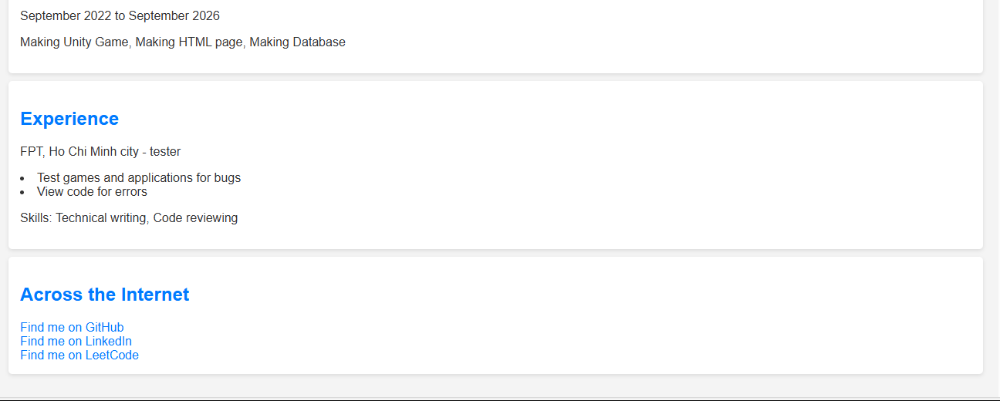 September 2022 to September 2026
Making Unity Game, Making HTML page, Making Database
Experience
FPT, Ho Chi Minh city - tester
• Test games and applications for bugs
• View code for errors
Skills: Technical writing, Code reviewing
Across the Internet
Find me on GitHub
Find me on LinkedIn
Find me on LeetCode